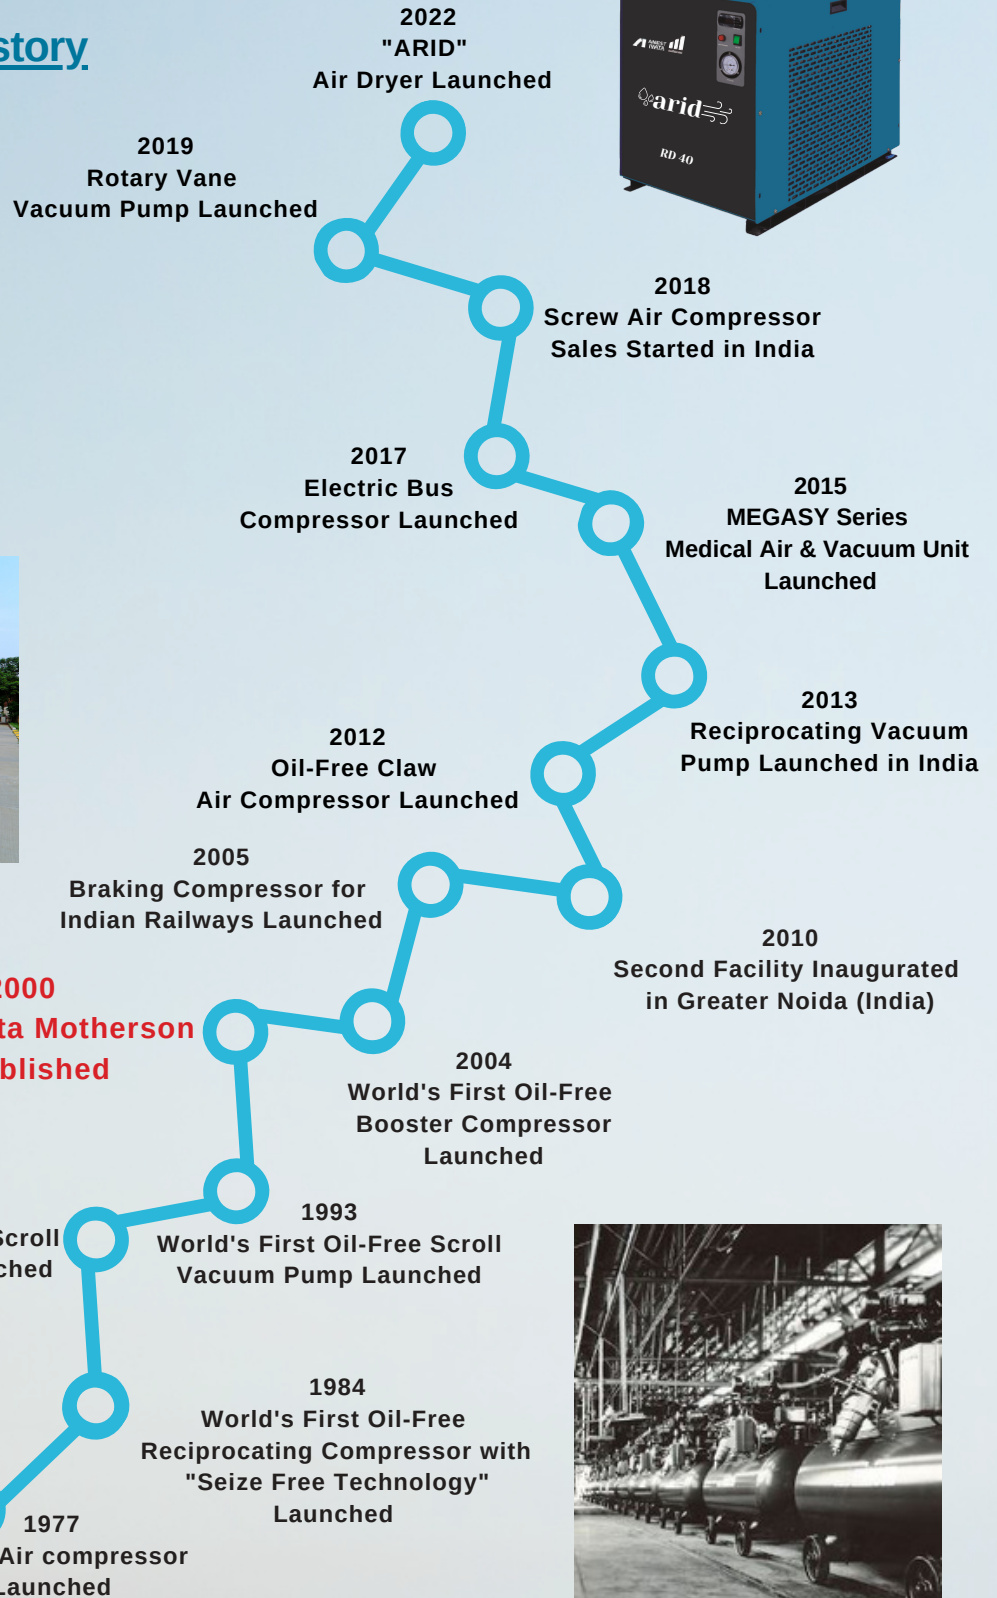 2022
"ARID"
Air Dryer Launched
ANEST
IWATA
arid
RD 40
2019
Rotary Vane
Vacuum Pump Launched
2018
Screw Air Compressor
Sales Started in India
2017
Electric Bus
Compressor Launched
2015
MEGASY Series
Medical Air & Vacuum Unit
Launched
2013
Reciprocating Vacuum
Pump Launched in India
2012
Oil-Free Claw
Air Compressor Launched
2005
Braking Compressor for
Indian Railways Launched
2010
Second Facility Inaugurated
in Greater Noida (India)
2000
Motherson
2004
World's First Oil-Free
Booster Compressor
Launched
Scroll
1993
World's First Oil-Free Scroll
Vacuum Pump Launched
1984
World's First Oil-Free
Reciprocating Compressor with
"Seize Free Technology"
Launched
1977
Air compressor
Launched